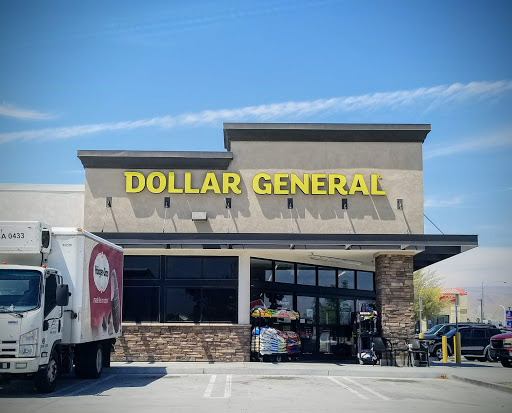 DOLLAR GENERAL
A 0433
Häagen-Dazs